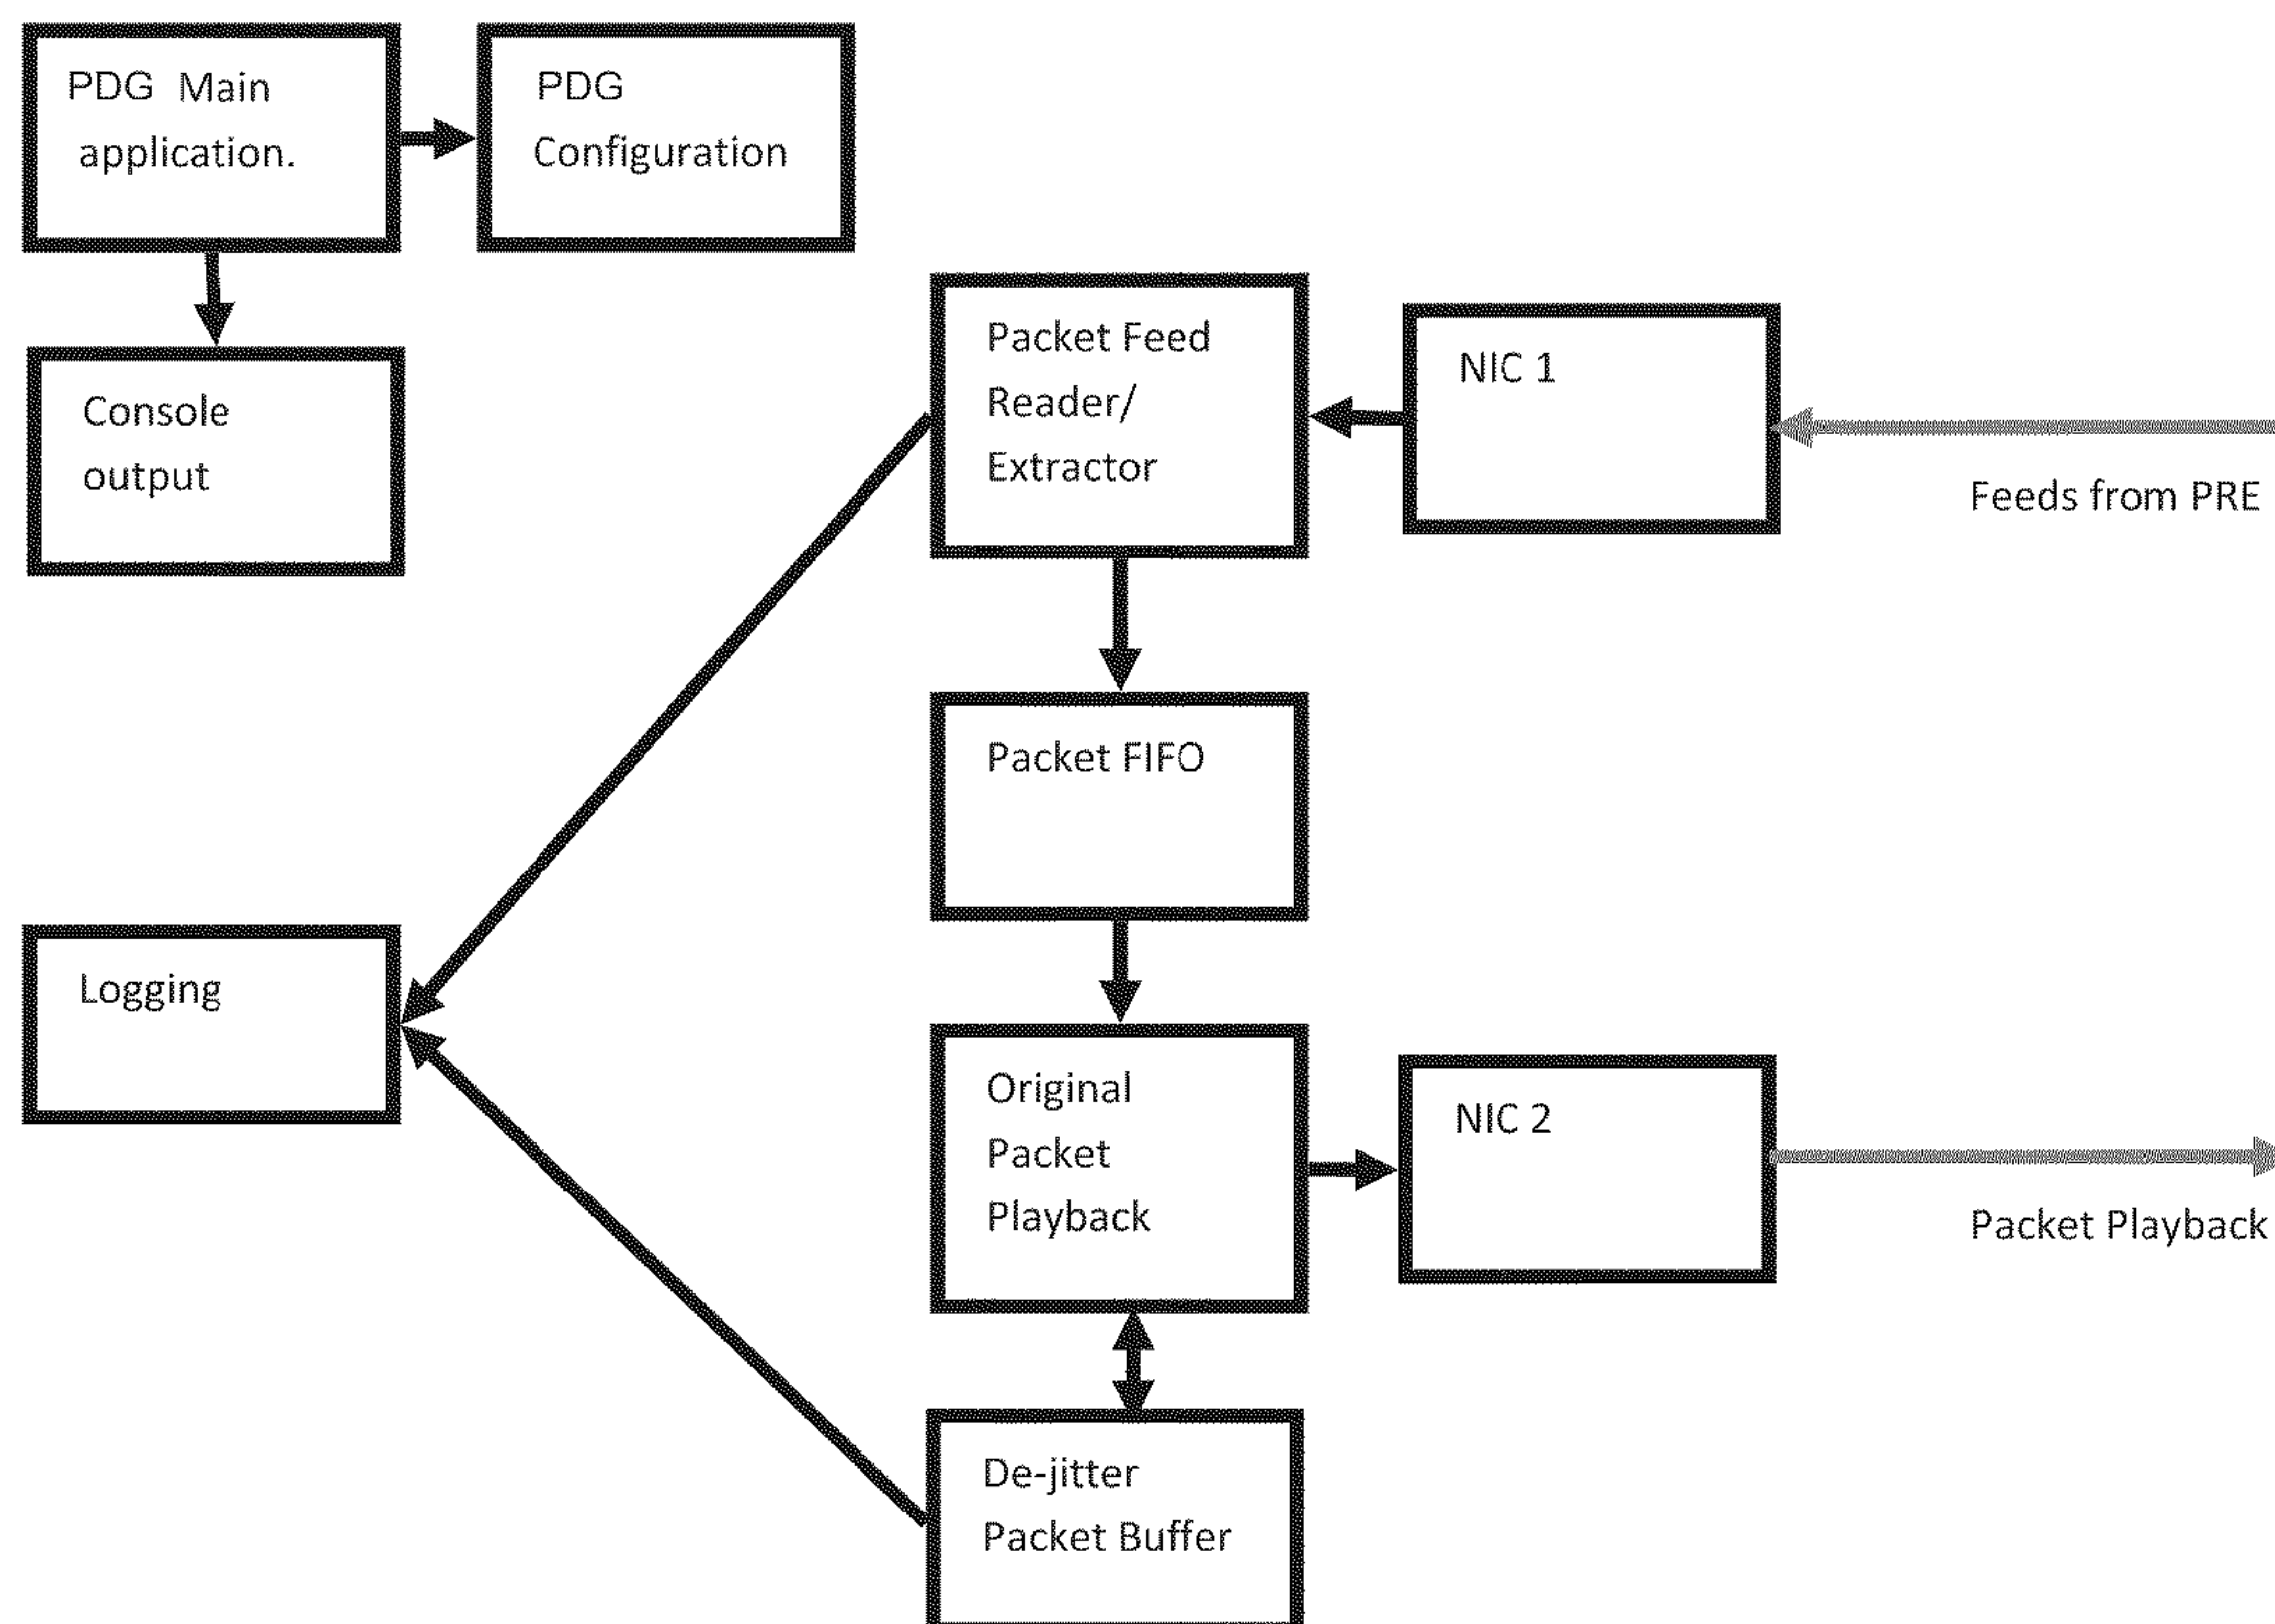 PDG Main
application.
PDG
Configuration
Console
output
Packet Feed
Reader/
Extractor
NIC 1
Feeds from PRE
Packet FIFO
Logging
Original
Packet
Playback
NIC 2
Packet Playback
De-jitter
Packet Buffer